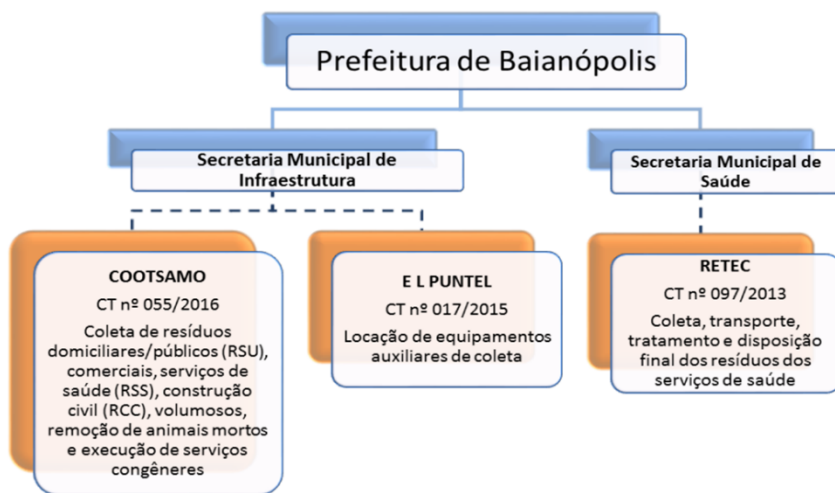 Prefeitura de Baianópolis
Secretaria Municipal de
Infraestrutura
Secretaria Municipal de
Saúde
COOTSAMO
CT nº 055/2016
Coleta de resíduos
domiciliares/públicos (RSU),
comerciais, serviços de
saúde (RSS), construção
civil (RCC), volumosos,
remoção de animais mortos
e execução de serviços
congêneres
E L PUNTEL
CT nº 017/2015
Locação de equipamentos
auxiliares de coleta
RETEC
CT nº 097/2013
Coleta, transporte,
tratamento e disposição
final dos resíduos dos
serviços de saúde